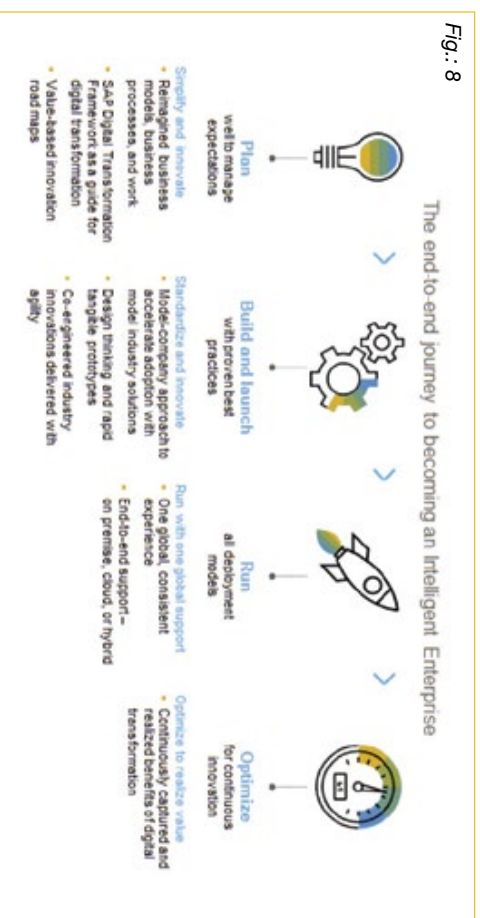 Fig.: 8
The end-to-end journey to becoming an Intelligent Enterprise
Plan
well to manage
expectations
Simplify and innovate
• Reimagined business
models, business
processes, and work
• SAP Digital Transformation
Framework as a guide for
digital transformation
• Value-based innovation
road maps
Build and launch
with proven best
practices
Standardize and innovate
• Model-company approach to
accelerate adoption with
model industry solutions
• Design thinking and rapid
tangible prototypes
• Co-engineered industry
innovations delivered with
agility
Run
all deployment
models
Run with one global support
• One global, consistent
experience
• End-to-end support–
on premise, cloud, or hybrid
Optimize
for continuous
innovation
Optimize to realize value
• Continuously captured and
realized benefits of digital
transformation